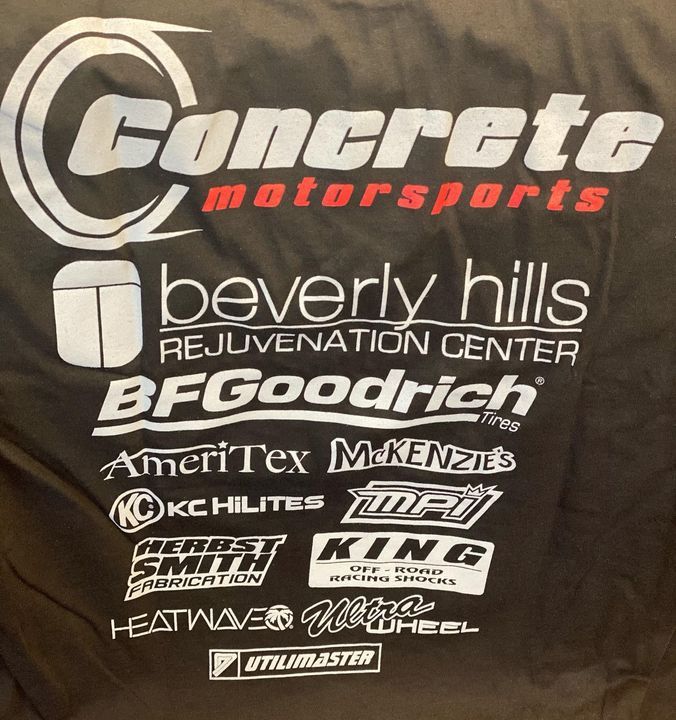 Concrete
motorsports
beverly hills
REJUVENATION CENTER
BFGoodrich®
Tires
AmeriTex McKENZIE'S
KC: KC HiLiTES MPI
HERBST KING
SMITH OFF-ROAD
FABRICATION RACING SHOCKS
HEATWAVE Ultra
WHEEL
UTILIMASTER